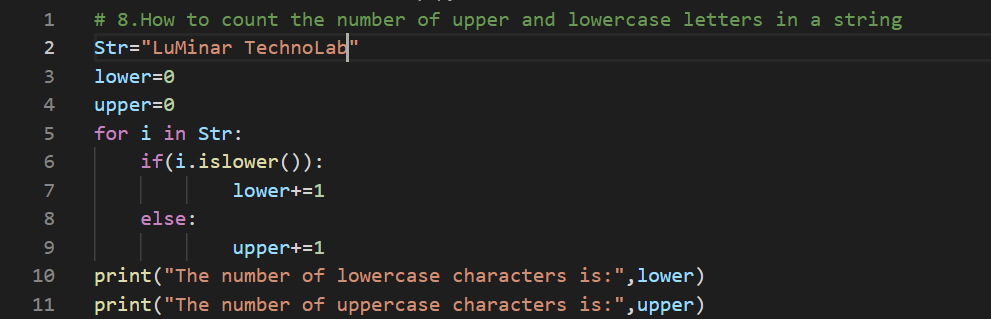 1 # 8.How to count the number of upper and lowercase letters in a string
2 Str="LuMinar TechnoLab"
3 lower=0
4 upper=0
5 for i in Str:
6     if(i.islower()):
7             lower+=1
8     else:
9             upper+=1
10 print("The number of lowercase characters is:",lower)
11 print("The number of uppercase characters is:",upper)